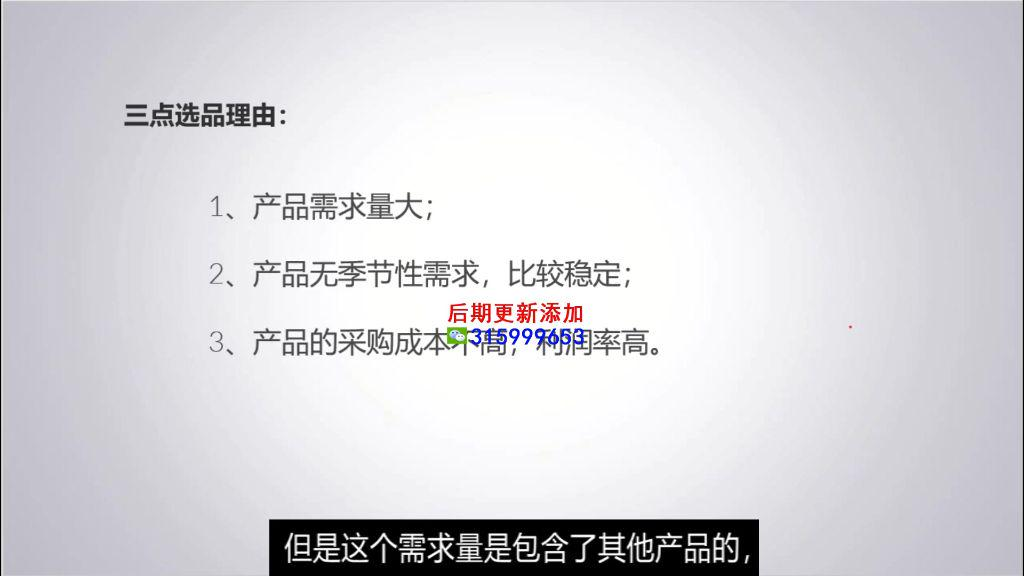 三点选品理由：
1、产品需求量大；
2、产品无季节性需求，比较稳定；
后期更新添加
315999653
3、产品的采购成本不高，利润率高。
但是这个需求量是包含了其他产品的，